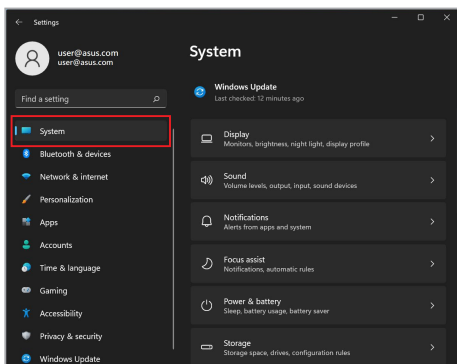 Settings
user@asus.com
user@asus.com
Find a setting
System
Bluetooth & devices
Network & internet
Personalization
Apps
Accounts
Time & language
Gaming
Accessibility
Privacy & security
Windows Update
System
Windows Update
Last checked: 12 minutes ago
Display
Monitors, brightness, night light, display profile
Sound
Volume levels, output, input, sound devices
Notifications
Alerts from apps and system
Focus assist
Notifications, automatic rules
Power & battery
Sleep, battery usage, battery saver
Storage
Storage space, drives, configuration rules